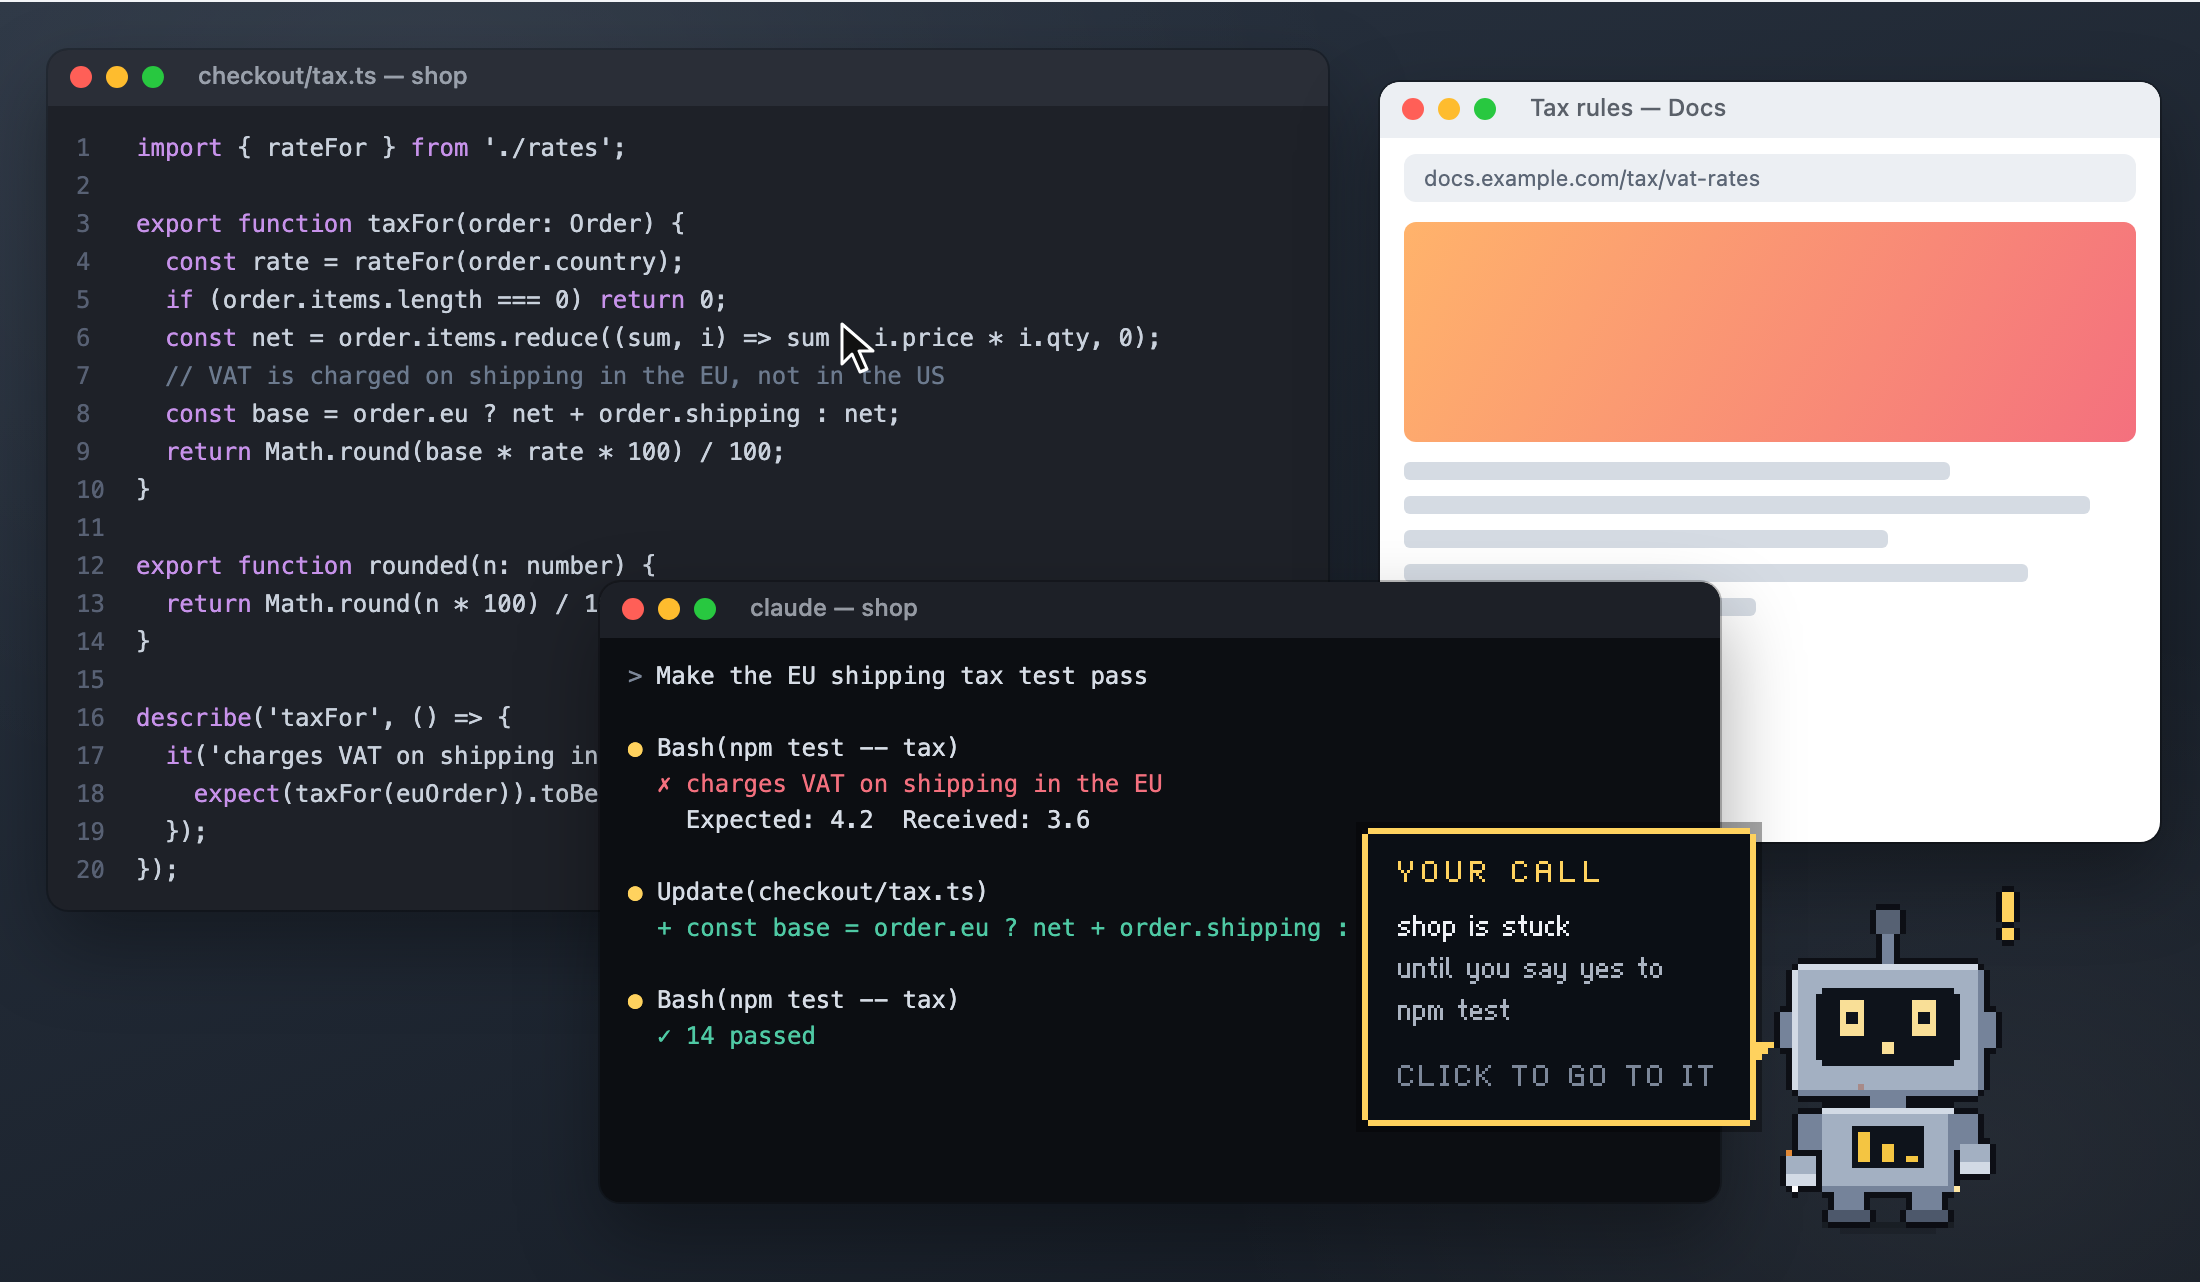 checkout/tax.ts — shop
1 import { rateFor } from './rates';
2
3 export function taxFor(order: Order) {
4 const rate = rateFor(order.country);
5 if (order.items.length === 0) return 0;
6 const net = order.items.reduce((sum, i) => sum i.price * i.qty, 0);
7 // VAT is charged on shipping in the EU, not in the US
8 const base = order.eu ? net + order.shipping : net;
9 return Math.round(base * rate * 100) / 100;
10 }
11
12 export function rounded(n: number) {
13 return Math.round(n * 100) / 1
14 }
15
16 describe('taxFor', () => {
17 it('charges VAT on shipping in
18 expect(taxFor(euOrder)).toBe
19 });
20 });
Tax rules — Docs
docs.example.com/tax/vat-rates
claude — shop
> Make the EU shipping tax test pass
● Bash(npm test -- tax)
✗ charges VAT on shipping in the EU
Expected: 4.2 Received: 3.6
● Update(checkout/tax.ts)
+ const base = order.eu ? net + order.shipping :
● Bash(npm test -- tax)
✓ 14 passed
YOUR CALL
shop is stuck
until you say yes to
npm test
CLICK TO GO TO IT
!